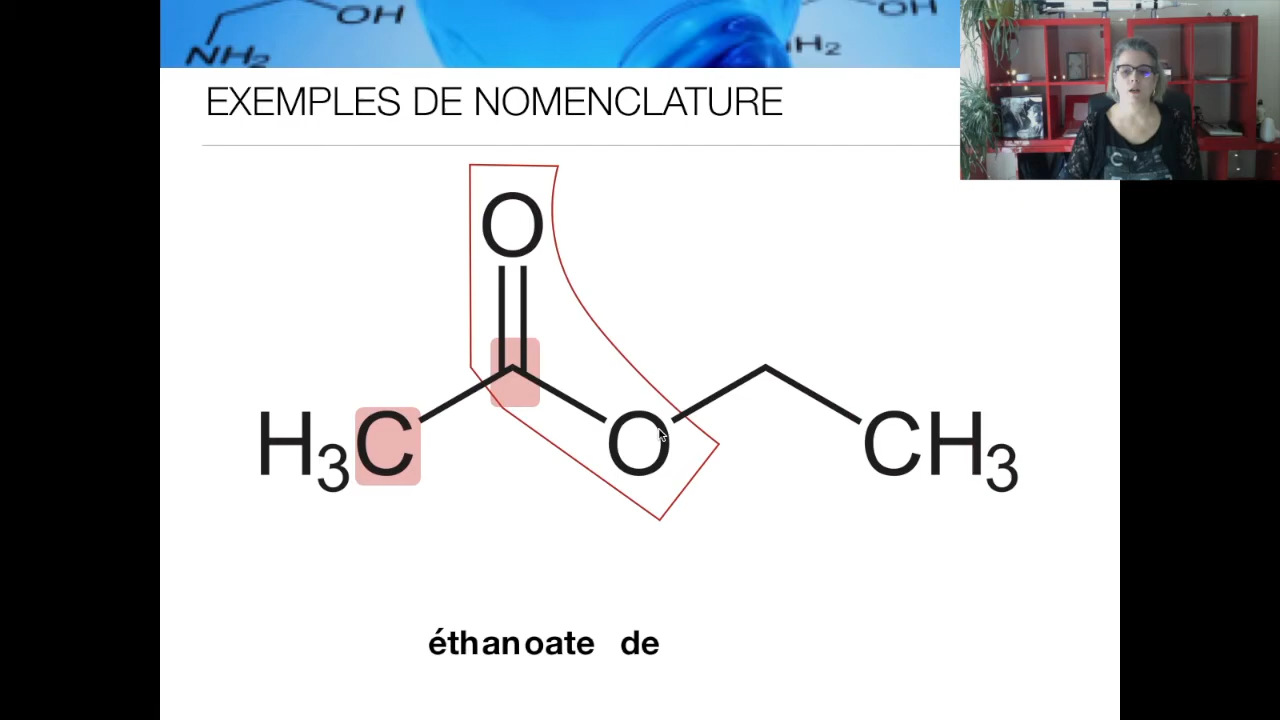 OH
OH
NH₂
H₂
EXEMPLES DE NOMENCLATURE
O
H₃C
O
CH₃
éthanoate de